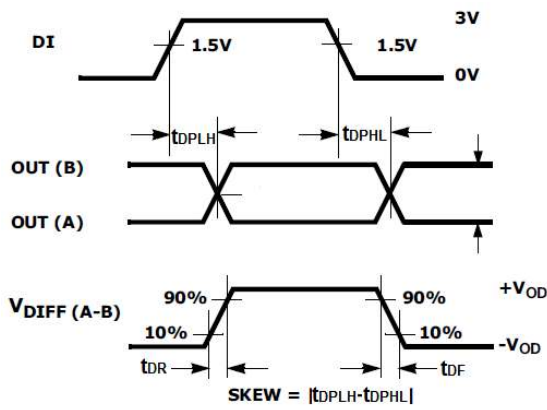 3V
DI
1.5V
1.5V
0V
tDPLH
tDPHL
OUT (B)
OUT (A)
VDIFF (A-B)
90%
90%
+VOD
10%
10%
-VOD
tDR
tDF
SKEW = |tDPLH-tDPHL|